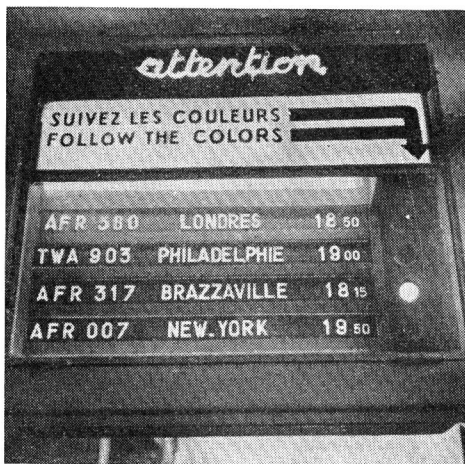 attention
SUIVEZ LES COULEURS
FOLLOW THE COLORS
AFR 380 LONDRES 18 50
TWA 903 PHILADELPHIE 19 00
AFR 317 BRAZZAVILLE 18 15
AFR 007 NEW.YORK 19 50